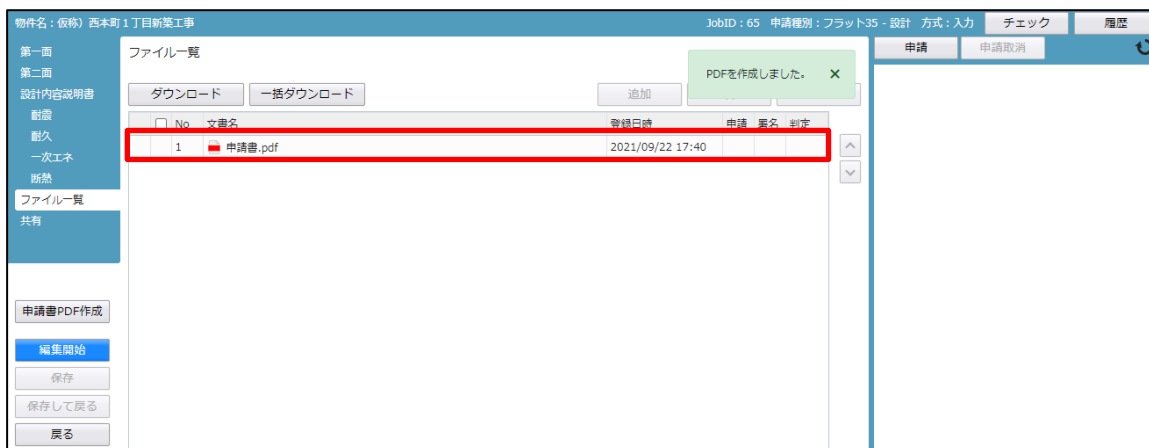 物件名：仮称）西本町１丁目新築工事 JobID：65 申請種別：フラット35 - 設計 方式：入力 チェック 履歴
第一面
第二面
設計内容説明書
耐震
耐久
一次エネ
断熱
ファイル一覧
共有
申請書PDF作成
編集開始
保存
保存して戻る
戻る
ファイル一覧
PDFを作成しました。 ×
ダウンロード 一括ダウンロード 追加
No 文書名 登録日時 申請 署名 判定
1 申請書.pdf 2021/09/22 17:40
申請 申請取消